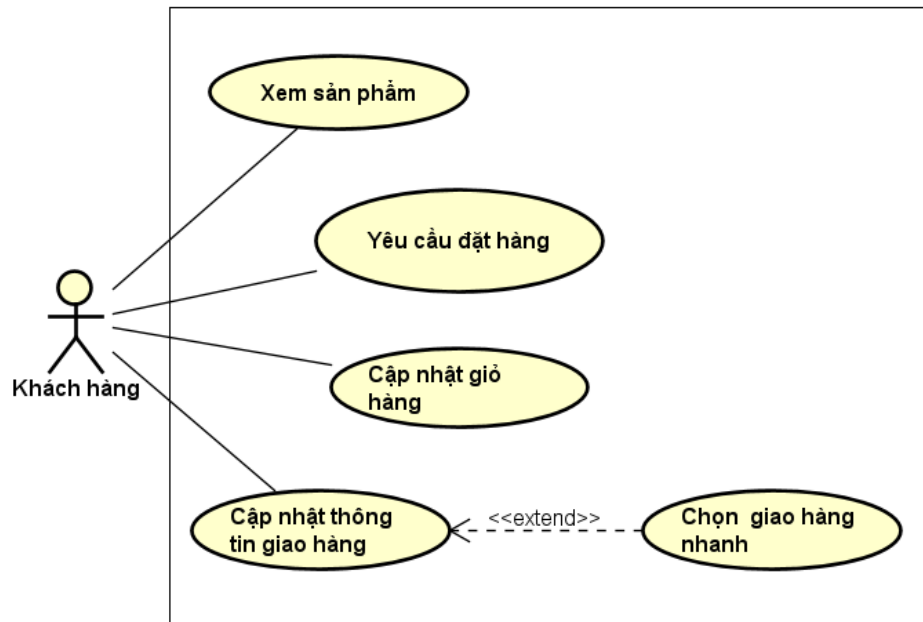 Xem sản phẩm
Yêu cầu đặt hàng
Khách hàng
Cập nhật giỏ
hàng
Cập nhật thông
tin giao hàng
<<extend>>
Chọn giao hàng
nhanh